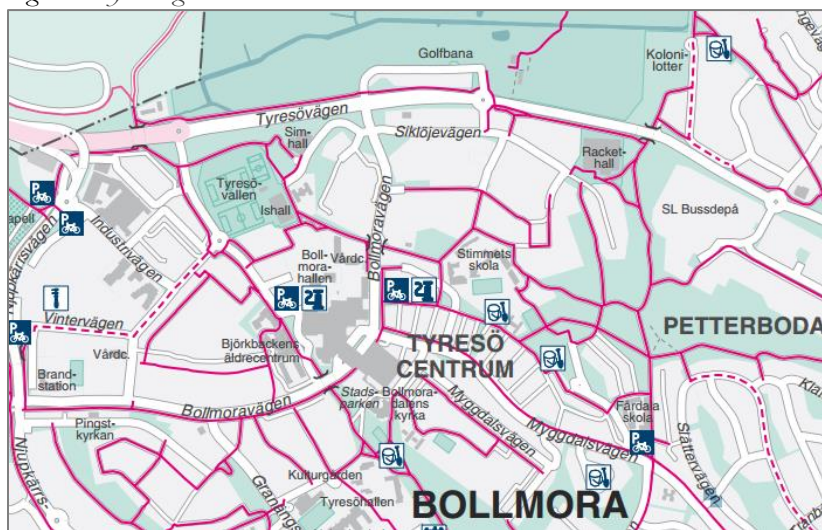 Golfbana
Koloni-
lotter
Tyresövägen
Sim-
hall
Siklöjevägen
Racket-
hall
Tyresö-
vallen
Ishall
P
P
SL Bussdepå
Industrivägen
Bollmoravägen
Boll-
mora-
hallen
Vårdc.
Stimmets
skola
P
P
Vintervägen
P
TYRESÖ
CENTRUM
PETTERBODA
Vårdc.
Björkbackens
äldrecentrum
Brand-
station
Bollmoravägen
Stads-
parken
Bollmora-
dalens
kyrka
Myggdalsvägen
Myggdalsvägen
Fårdala
skola
P
Pingst-
kyrkan
Njupkärrs-
Slättervägen
Kulturgården
Tyresöhallen
BOLLMORA